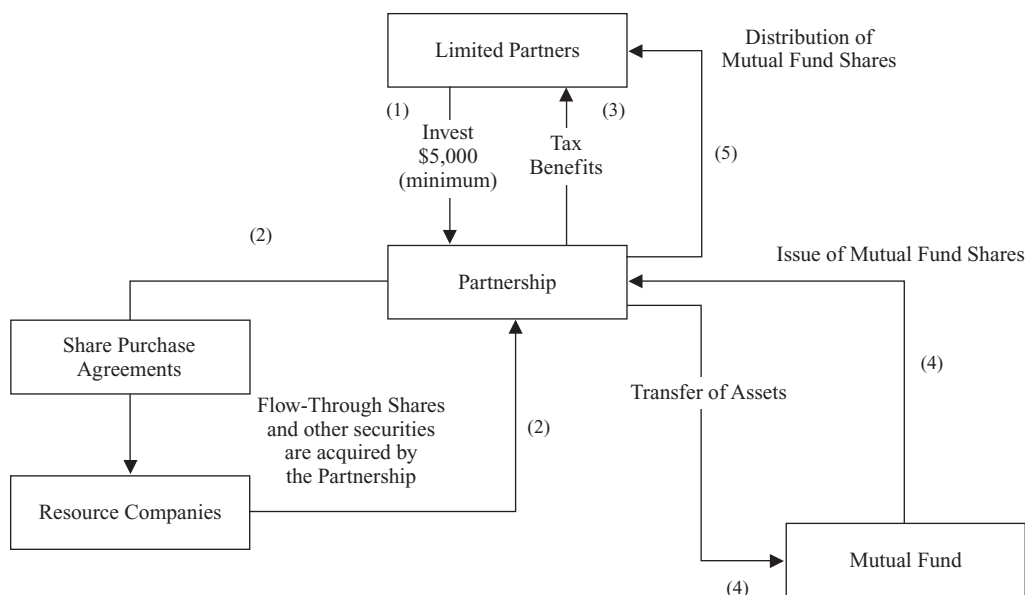 Limited Partners
Distribution of
Mutual Fund Shares
(1)
(3)
Invest
$5,000
(minimum)
Tax
Benefits
(5)
(2)
Partnership
Issue of Mutual Fund Shares
Share Purchase
Agreements
(4)
Transfer of Assets
Flow-Through Shares
and other securities
are acquired by
the Partnership
(2)
Resource Companies
Mutual Fund
(4)